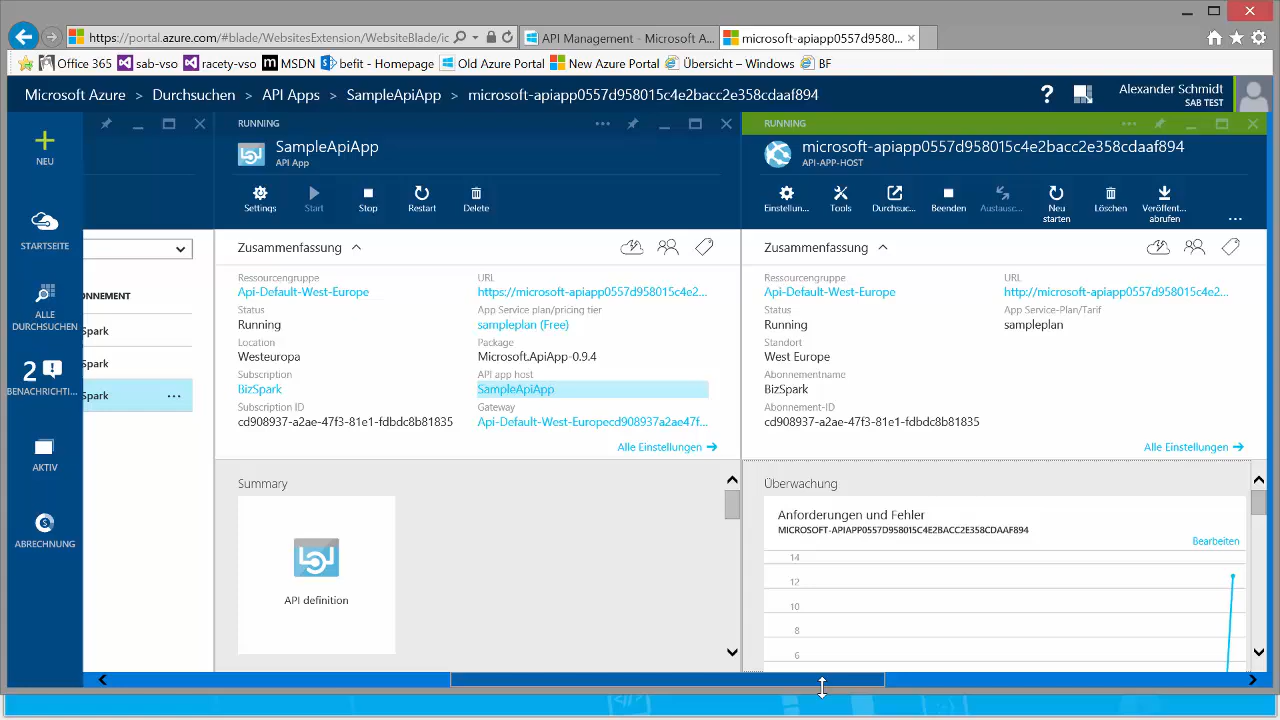 https://portal.azure.com/#blade/WebsitesExtension/WebsiteBlade/ic
API Management - Microsoft A...
microsoft-apiapp0557d9580...
Office 365
sab-vso
racety-vso
MSDN
befit - Homepage
Old Azure Portal
New Azure Portal
Übersicht – Windows
BF
Microsoft Azure > Durchsuchen > API Apps > SampleApiApp > microsoft-apiapp0557d958015c4e2bacc2e358cdaaf894
?
Alexander Schmidt
SAB TEST
NEU
STARTSEITE
ALLE
DURCHSUCHEN
2
BENACHRICHTI...
AKTIV
ABRECHNUNG
ONNEMENT
Spark
Spark
Spark
...
RUNNING
SampleApiApp
API App
Settings
Start
Stop
Restart
Delete
Zusammenfassung
Ressourcengruppe
Api-Default-West-Europe
Status
Running
Location
Westeuropa
Subscription
BizSpark
Subscription ID
cd908937-a2ae-47f3-81e1-fdbdc8b81835
URL
https://microsoft-apiapp0557d958015c4e2...
App Service plan/pricing tier
sampleplan (Free)
Package
Microsoft.ApiApp-0.9.4
API app host
SampleApiApp
Gateway
Api-Default-West-Europecd908937a2ae47f...
Alle Einstellungen →
Summary
API definition
RUNNING
microsoft-apiapp0557d958015c4e2bacc2e358cdaaf894
API-APP-HOST
Einstellun...
Tools
Durchsuc...
Beenden
Austausc...
Neu
starten
Löschen
Veröffent...
abrufen
...
Zusammenfassung
Ressourcengruppe
Api-Default-West-Europe
Status
Running
Standort
West Europe
Abonnementname
BizSpark
Abonnement-ID
cd908937-a2ae-47f3-81e1-fdbdc8b81835
URL
http://microsoft-apiapp0557d958015c4e2...
App Service-Plan/Tarif
sampleplan
Alle Einstellungen →
Überwachung
Anforderungen und Fehler
MICROSOFT-APIAPP0557D958015C4E2BACC2E358CDAAF894
Bearbeiten
14
12
10
8
6